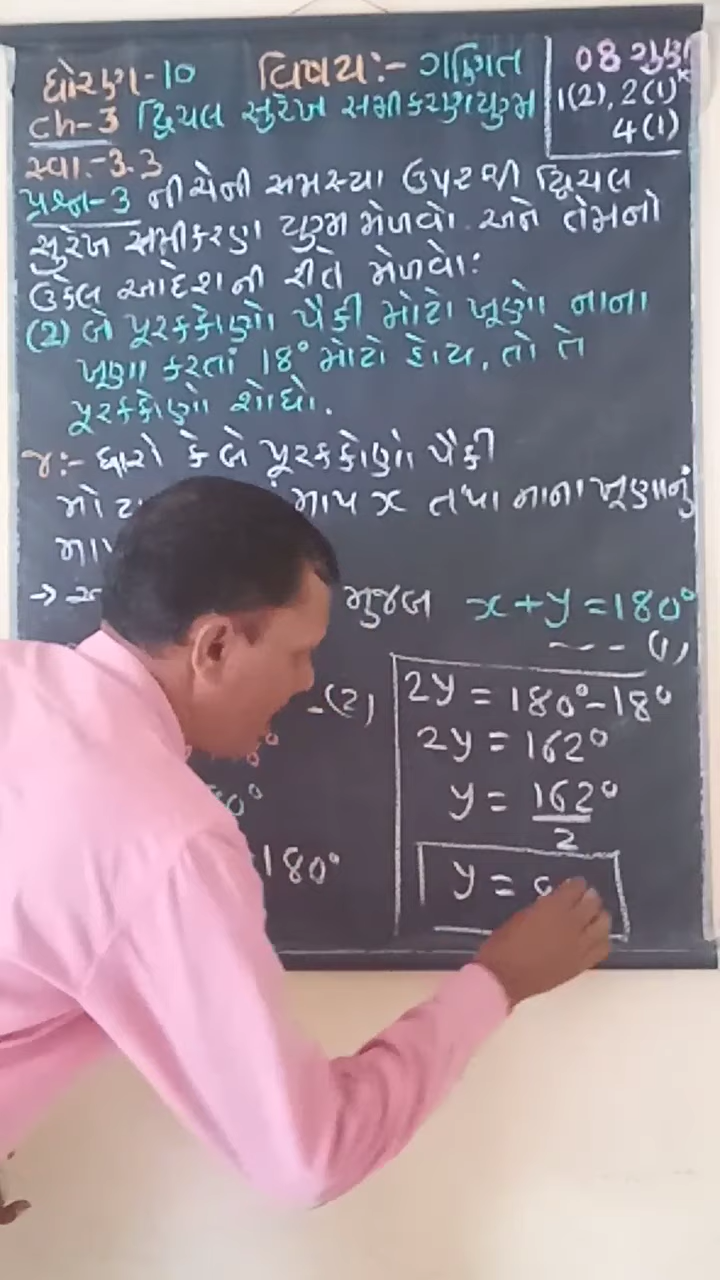 ધોરણ-10 વિષય:- ગણિત
08 ગુણ
1(2), 2(1)
4(1)
Ch-3 દ્વિચલ સુરેખ સમીકરણયુગ્મ
સ્વા.-3.3
પ્રશ્ન-3 નીચેની સમસ્યા ઉપરથી દ્વિચલ
સુરેખ સમીકરણ યુગ્મ મેળવો. અને તેમનો
ઉકેલ આદેશની રીતે મેળવો:
(2) બે પૂરકકોણો પૈકી મોટો ખૂણો નાના
ખૂણા કરતાં 18° મોટો હોય, તો તે
પૂરકકોણો શોધો.
જ:- ધારો કે બે પૂરકકોણો પૈકી
માપ x તથા નાના ખૂણાનું
મુજબ x+y=180°
--- (1)
-(2)
180°
2y = 180°-18°
2y = 162°
y = 162°
2
y =